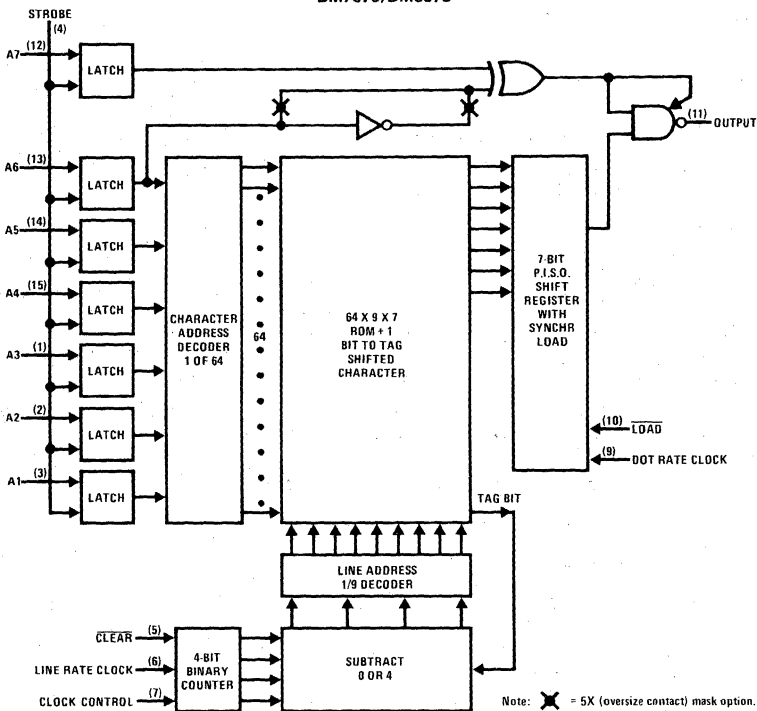 STROBE
(4)
A7 (12)
LATCH
(11)
OUTPUT
A6 (13)
LATCH
A5 (14)
LATCH
A4 (15)
LATCH
A3 (1)
LATCH
A2 (2)
LATCH
A1 (3)
LATCH
CHARACTER
ADDRESS
DECODER
1 OF 64
64
64 X 9 X 7
ROM + 1
BIT TO TAG
SHIFTED
CHARACTER
7-BIT
P.I.S.O.
SHIFT
REGISTER
WITH
SYNCHR
LOAD
(10) LOAD
(9) DOT RATE CLOCK
TAG BIT
LINE ADDRESS
1/9 DECODER
CLEAR (5)
LINE RATE CLOCK (6)
CLOCK CONTROL (7)
4-BIT
BINARY
COUNTER
SUBTRACT
0 OR 4
Note: = 5X (oversize contact) mask option.